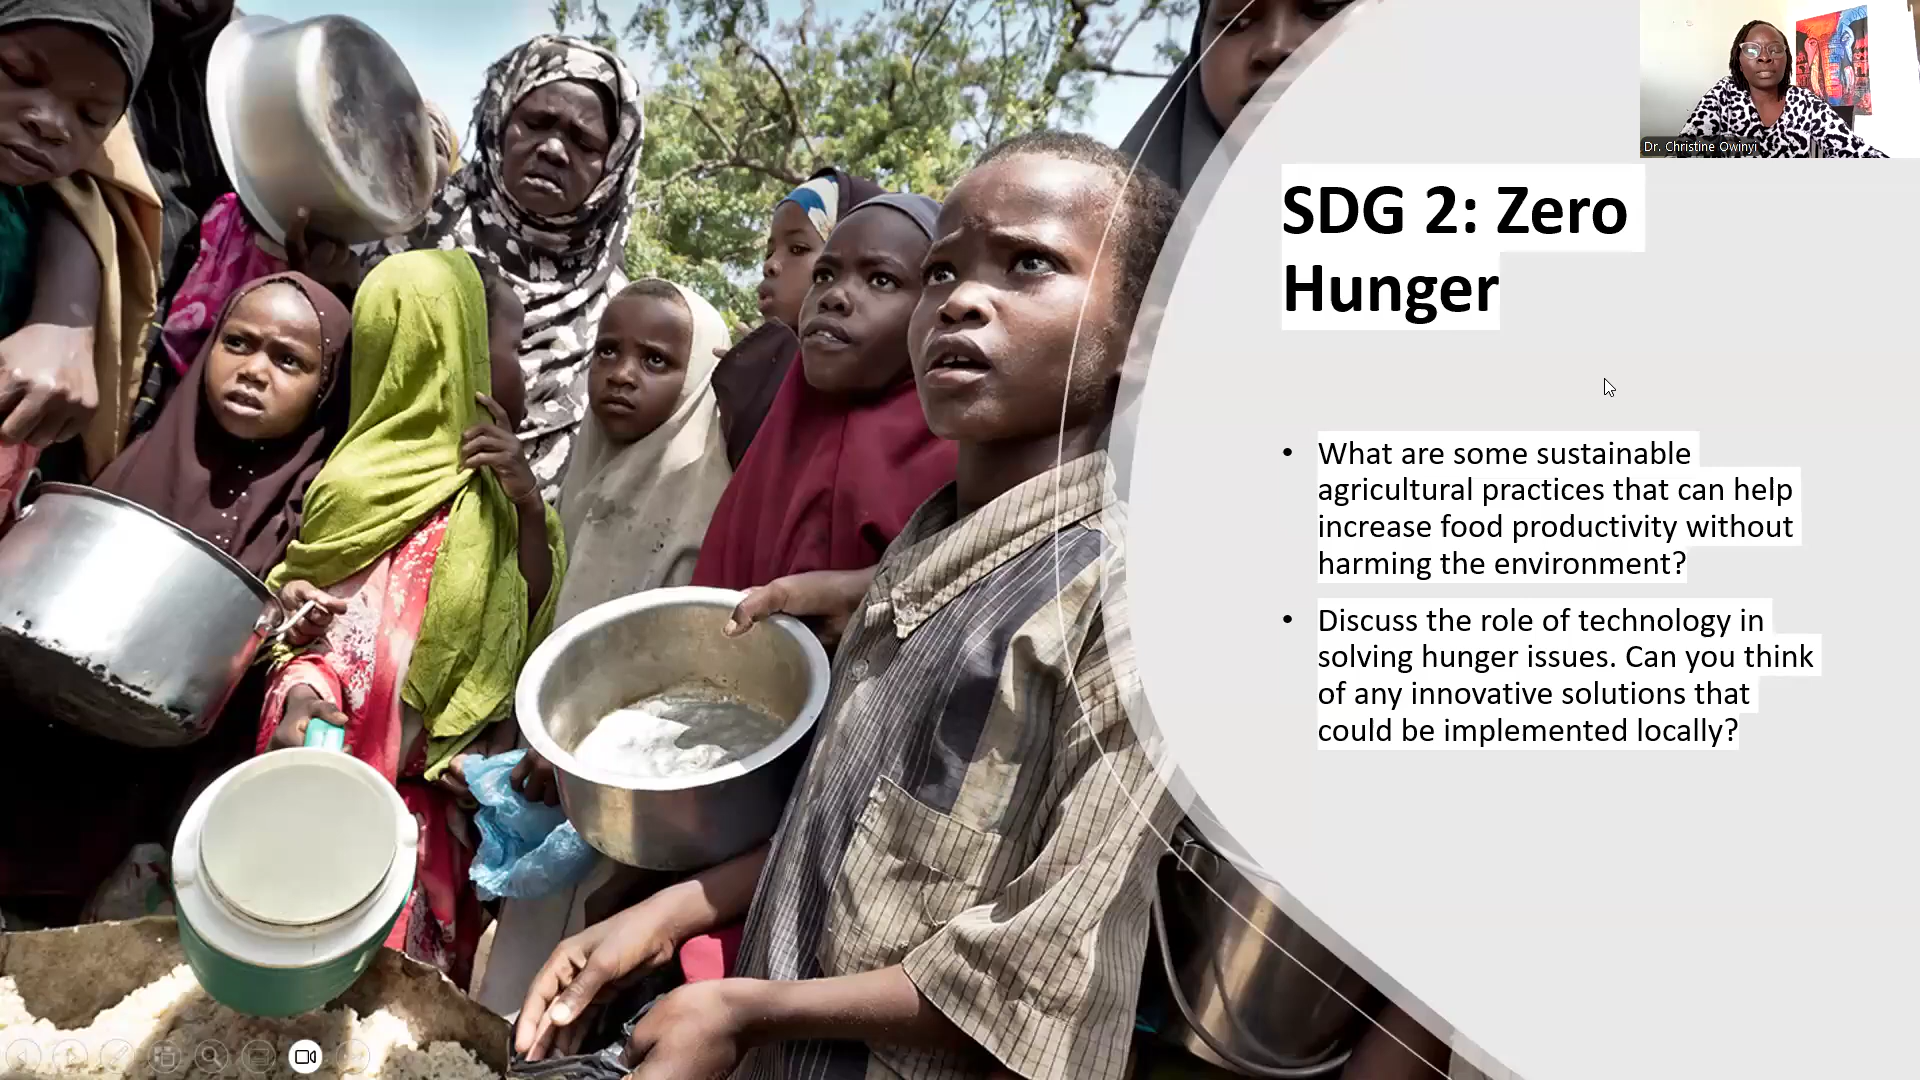 Dr. Christine Owinyi
SDG 2: Zero
Hunger
• What are some sustainable
agricultural practices that can help
increase food productivity without
harming the environment?
• Discuss the role of technology in
solving hunger issues. Can you think
of any innovative solutions that
could be implemented locally?